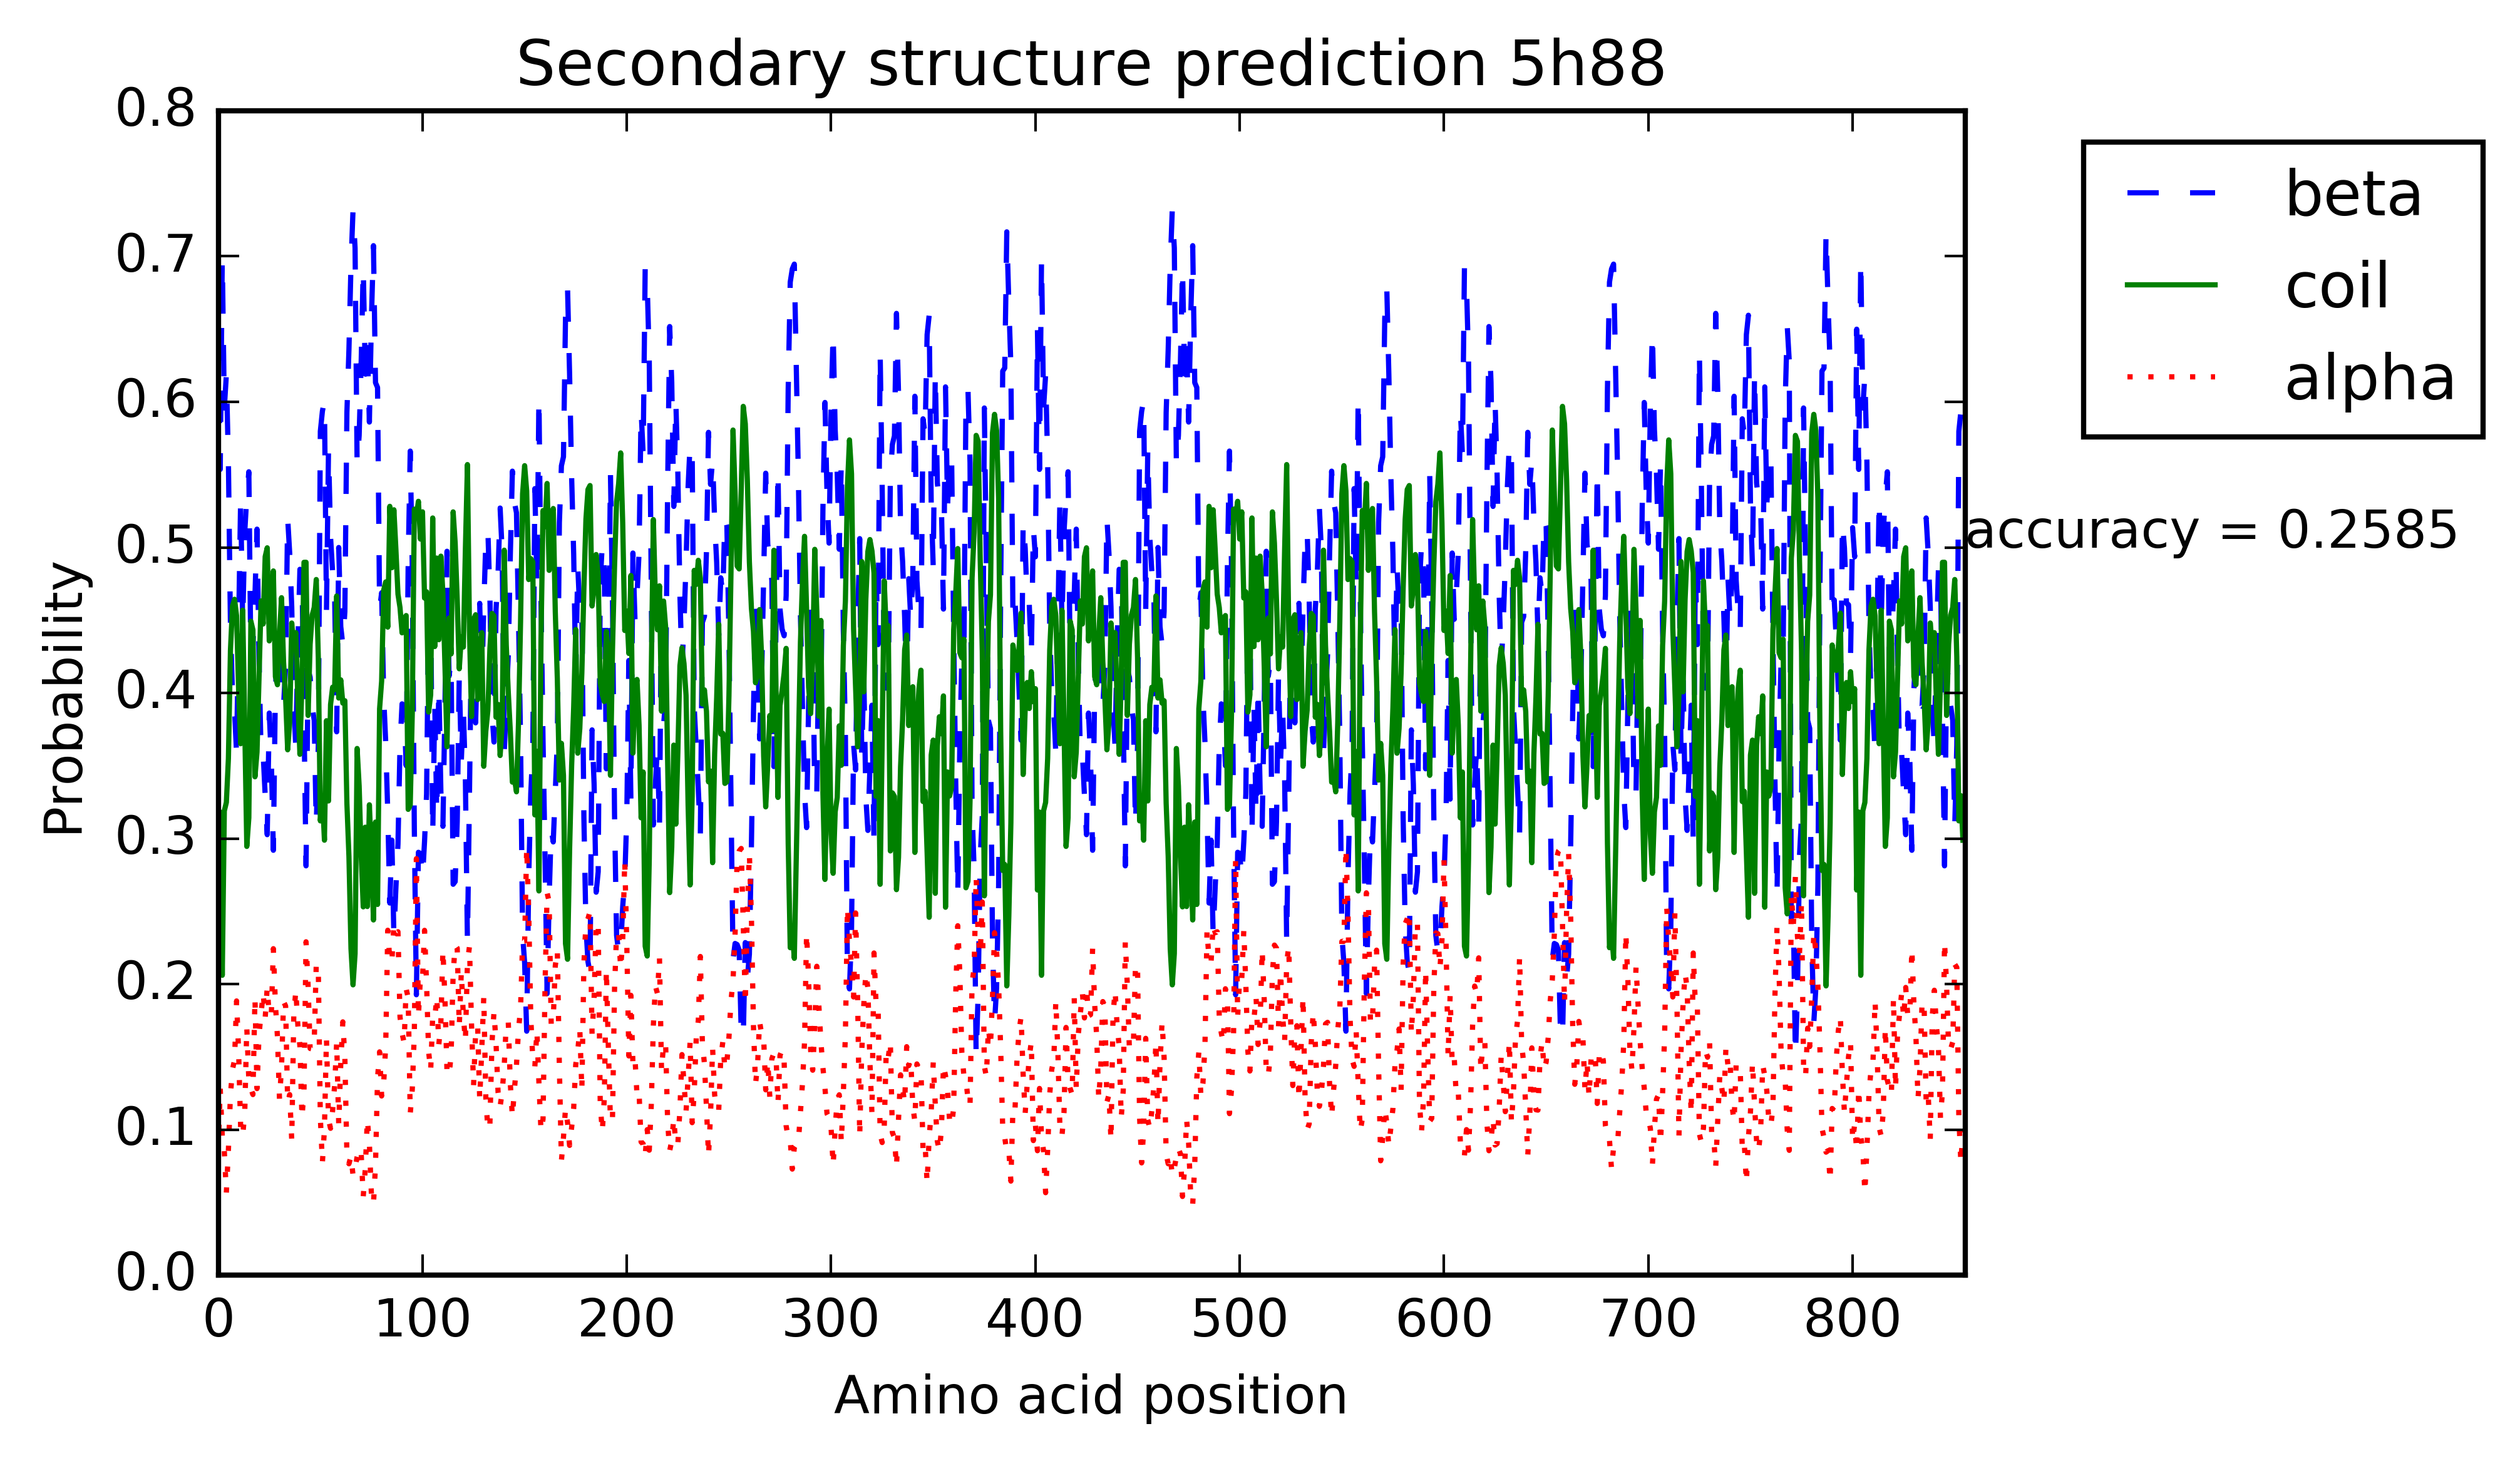 Secondary structure prediction 5h88
0.8
0.7
0.6
0.5
0.4
0.3
0.2
0.1
0.0
Probability
0 100 200 300 400 500 600 700 800
Amino acid position
beta
coil
alpha
accuracy = 0.2585